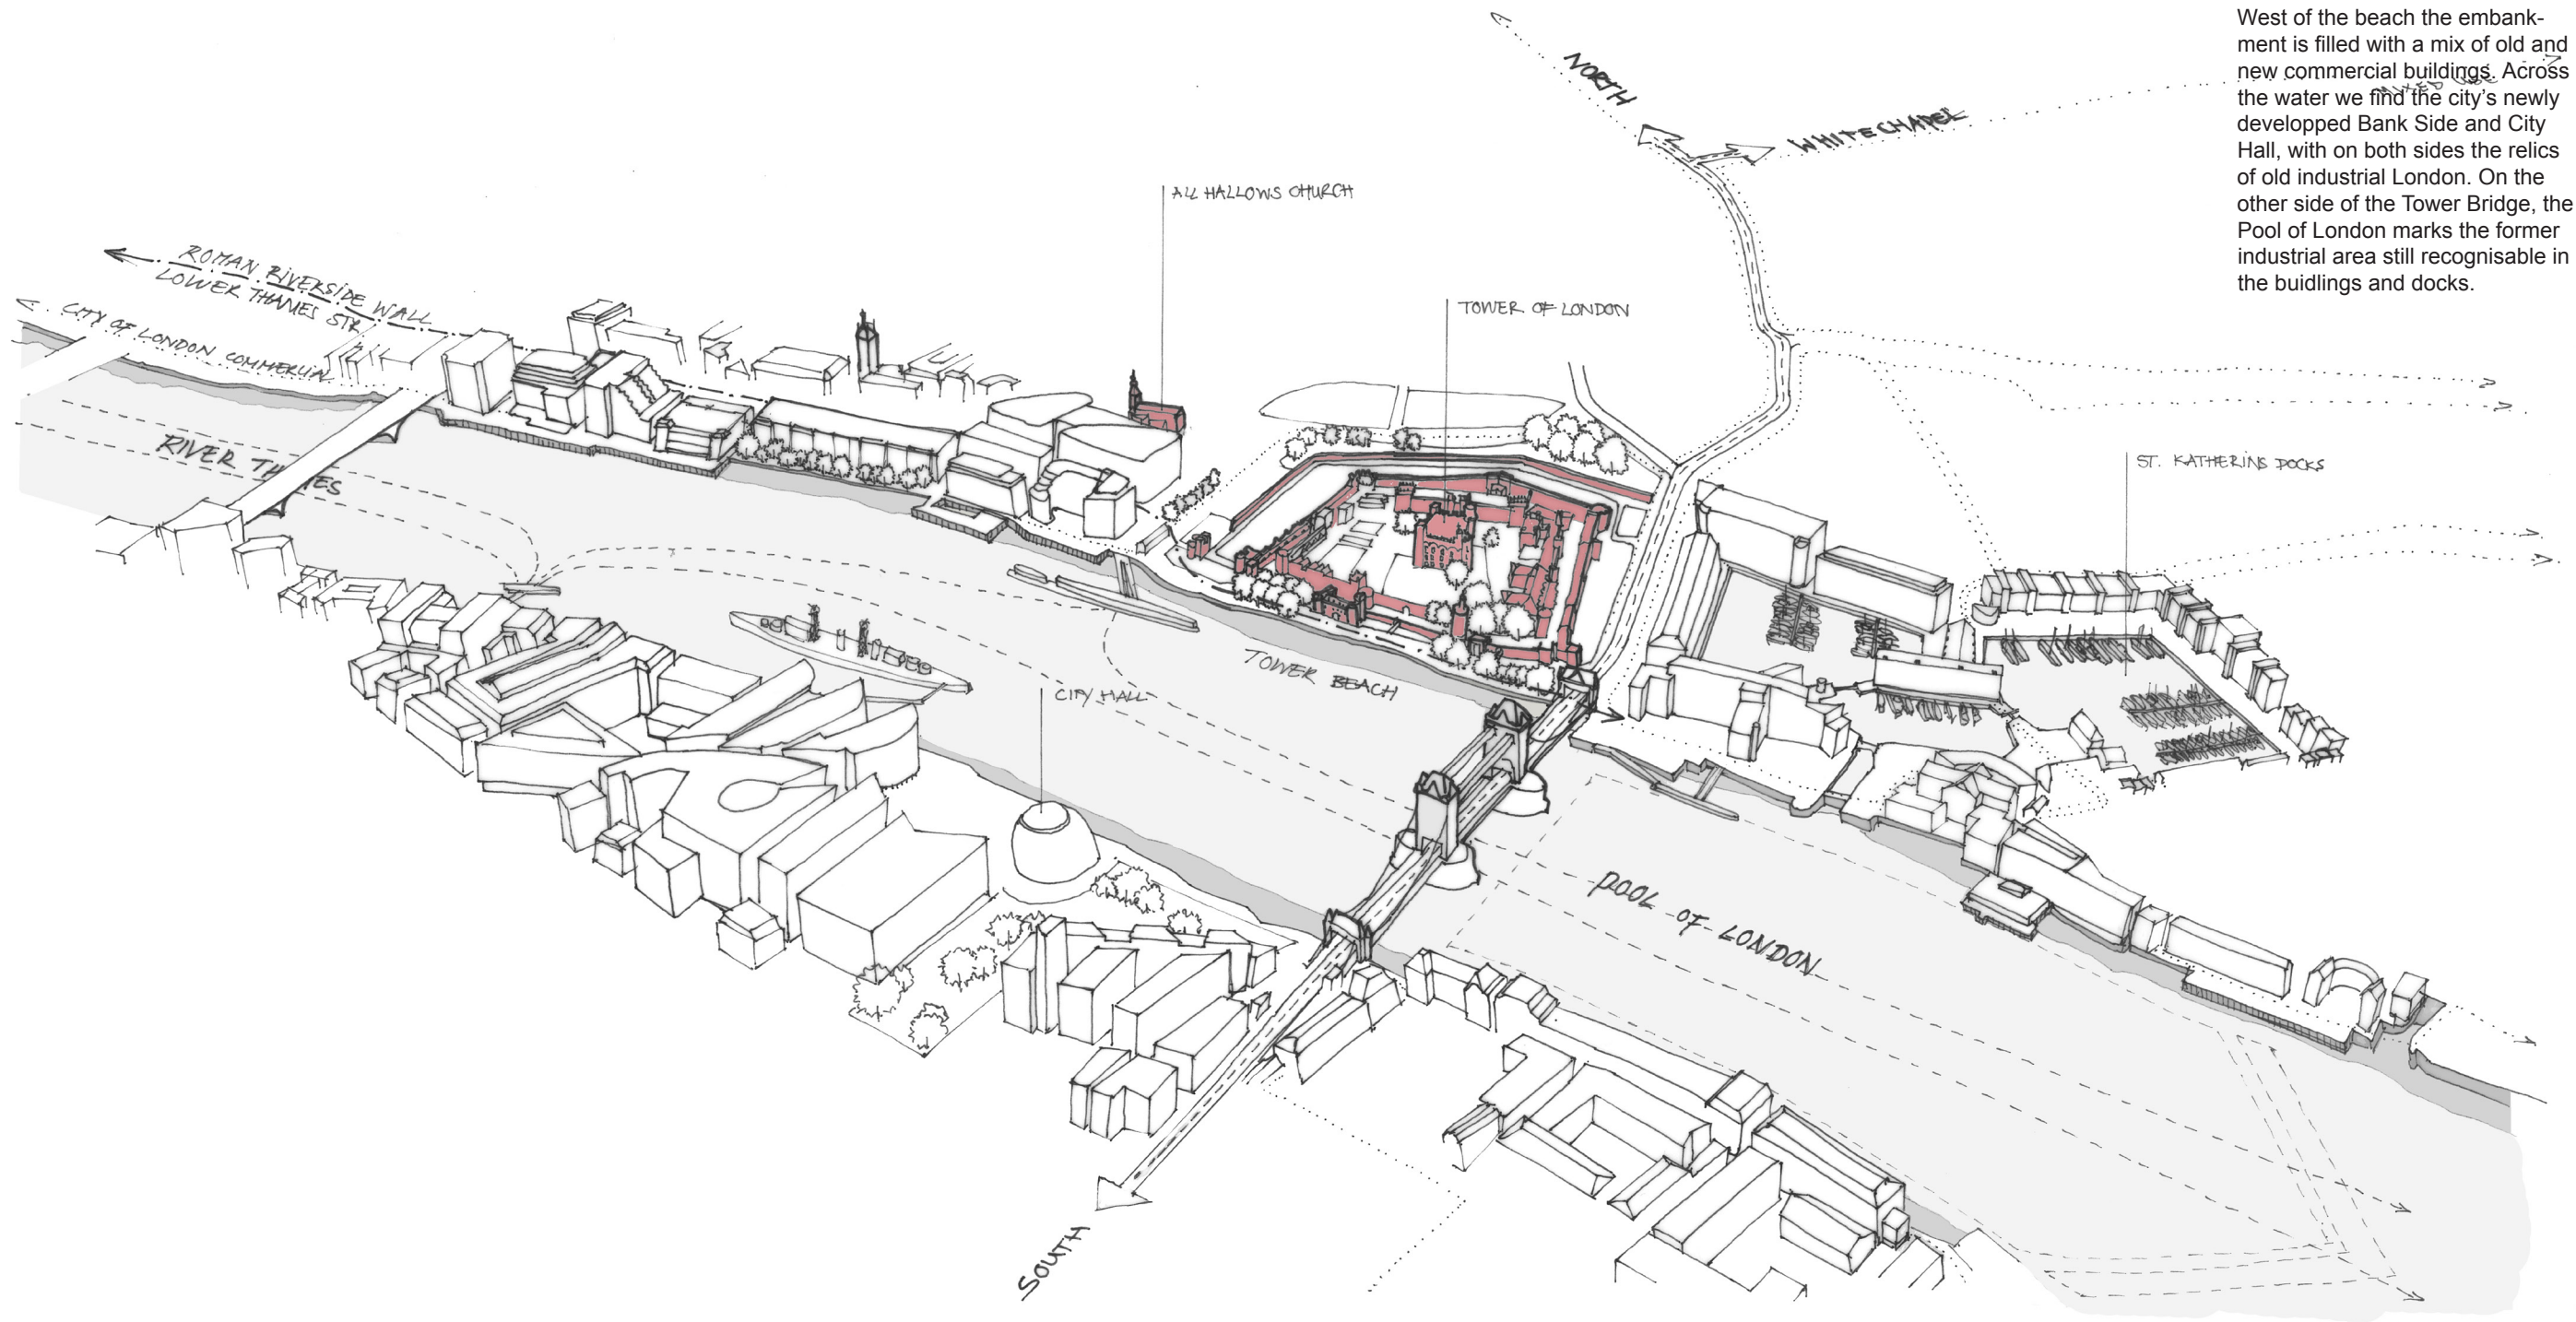 West of the beach the embank-
ment is filled with a mix of old and
new commercial buildings. Across
the water we find the city's newly
developped Bank Side and City
Hall, with on both sides the relics
of old industrial London. On the
other side of the Tower Bridge, the
Pool of London marks the former
industrial area still recognisable in
the buidlings and docks.
NORTH
WHITECHAPEL
MIXED USE
ALL HALLOWS CHURCH
ROMAN RIVERSIDE WALL
LOWER THAMES STR.
CITY OF LONDON COMMERCIAL
TOWER OF LONDON
RIVER TH MES
ST. KATHERINS DOCKS
TOWER BEACH
CITY HALL
POOL OF LONDON
SOUTH